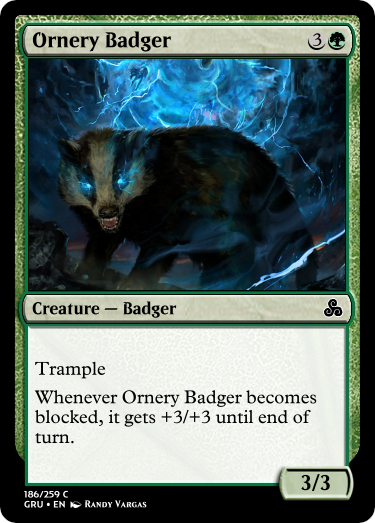 Ornery Badger 3
Creature — Badger
Trample
Whenever Ornery Badger becomes
blocked, it gets +3/+3 until end of
turn.
3/3
186/259 C
GRU • EN Randy Vargas